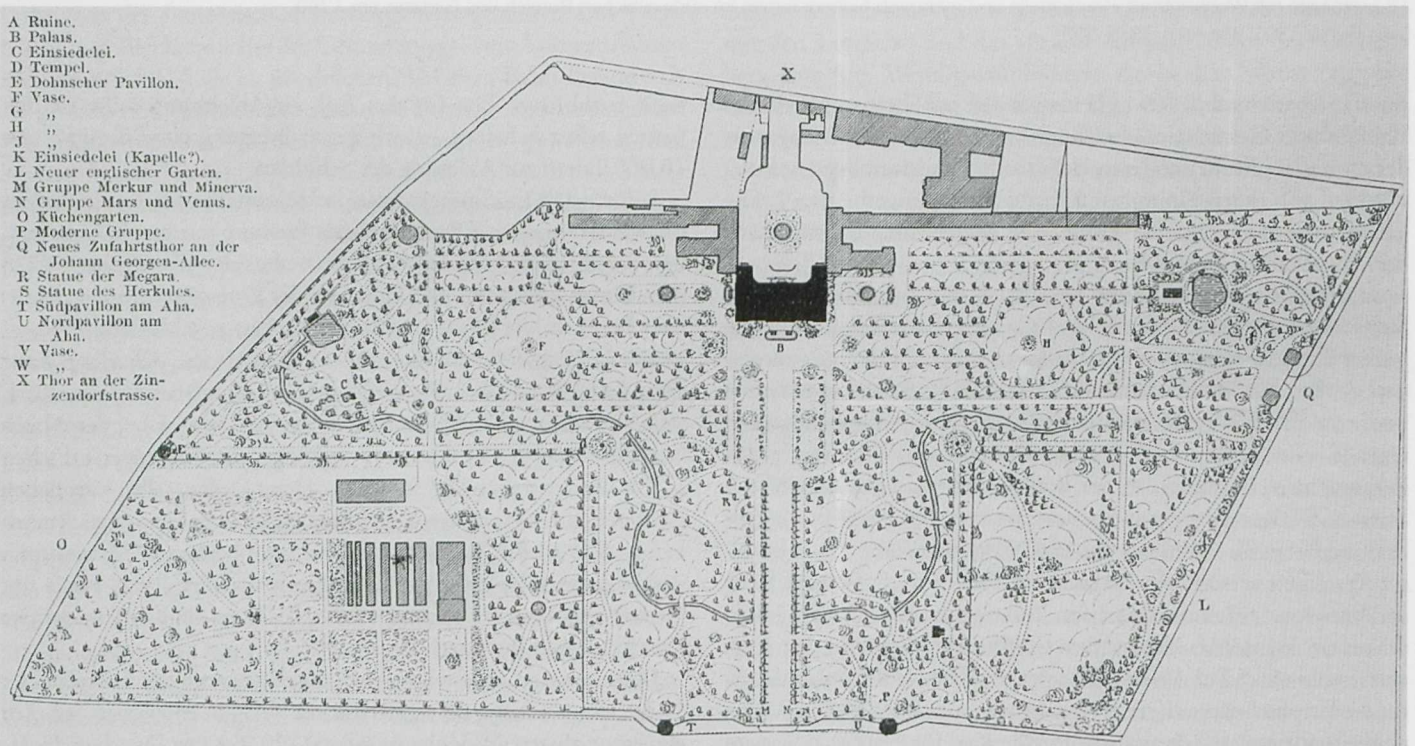 A Ruine.
B Palais.
C Einsiedelei.
D Tempel.
E Dohnscher Pavillon.
F Vase.
G „
H „
J „
K Einsiedelei (Kapelle?).
L Neuer englischer Garten.
M Gruppe Merkur und Minerva.
N Gruppe Mars und Venus.
O Küchengarten.
P Moderne Gruppe.
Q Neues Zufahrtsthor an der
Johann Georgen-Allee.
R Statue der Megara.
S Statue des Herkules.
T Südpavillon am Aha.
U Nordpavillon am
Aha.
V Vase.
W „
X Thor an der Zin-
zendorfstrasse.
X
A
F
G
B
H
J
C
Q
R
S
O
L
V
W
P
T
M
N
U